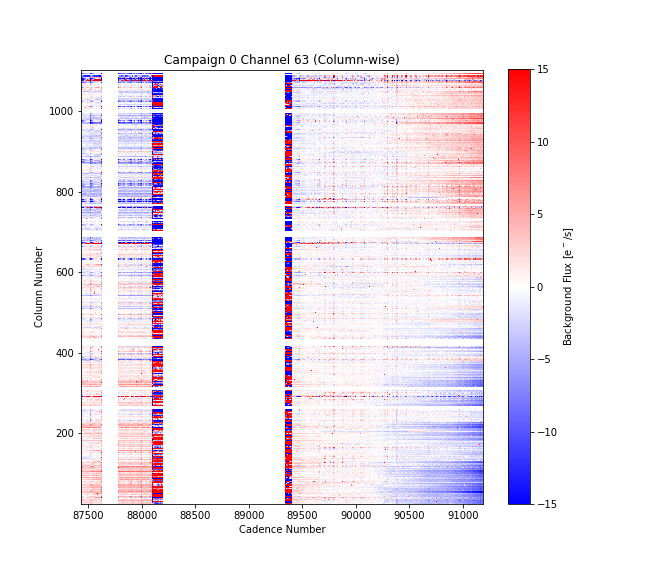 Campaign 0 Channel 63 (Column-wise)
1000
800
600
400
200
Column Number
87500 88000 88500 89000 89500 90000 90500 91000
Cadence Number
15
10
5
0
−5
−10
−15
Background Flux [e⁻/s]